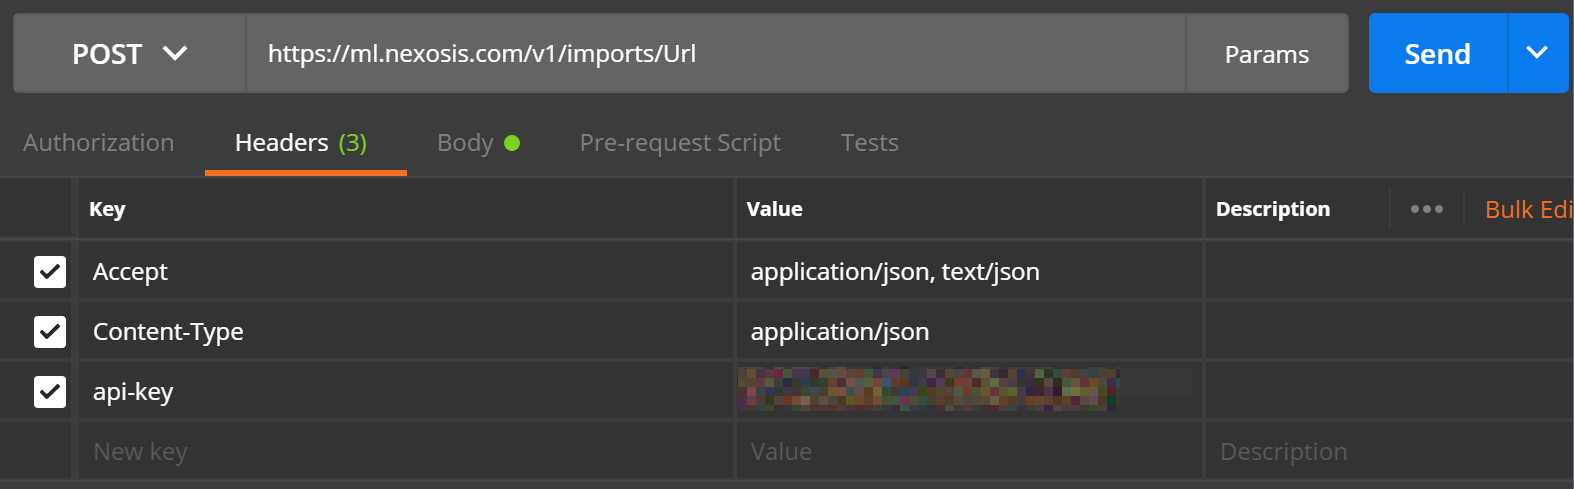 POST https://ml.nexosis.com/v1/imports/Url Params Send
Authorization Headers (3) Body Pre-request Script Tests
Key Value Description Bulk Edi
Accept application/json, text/json
Content-Type application/json
api-key
New key Value Description